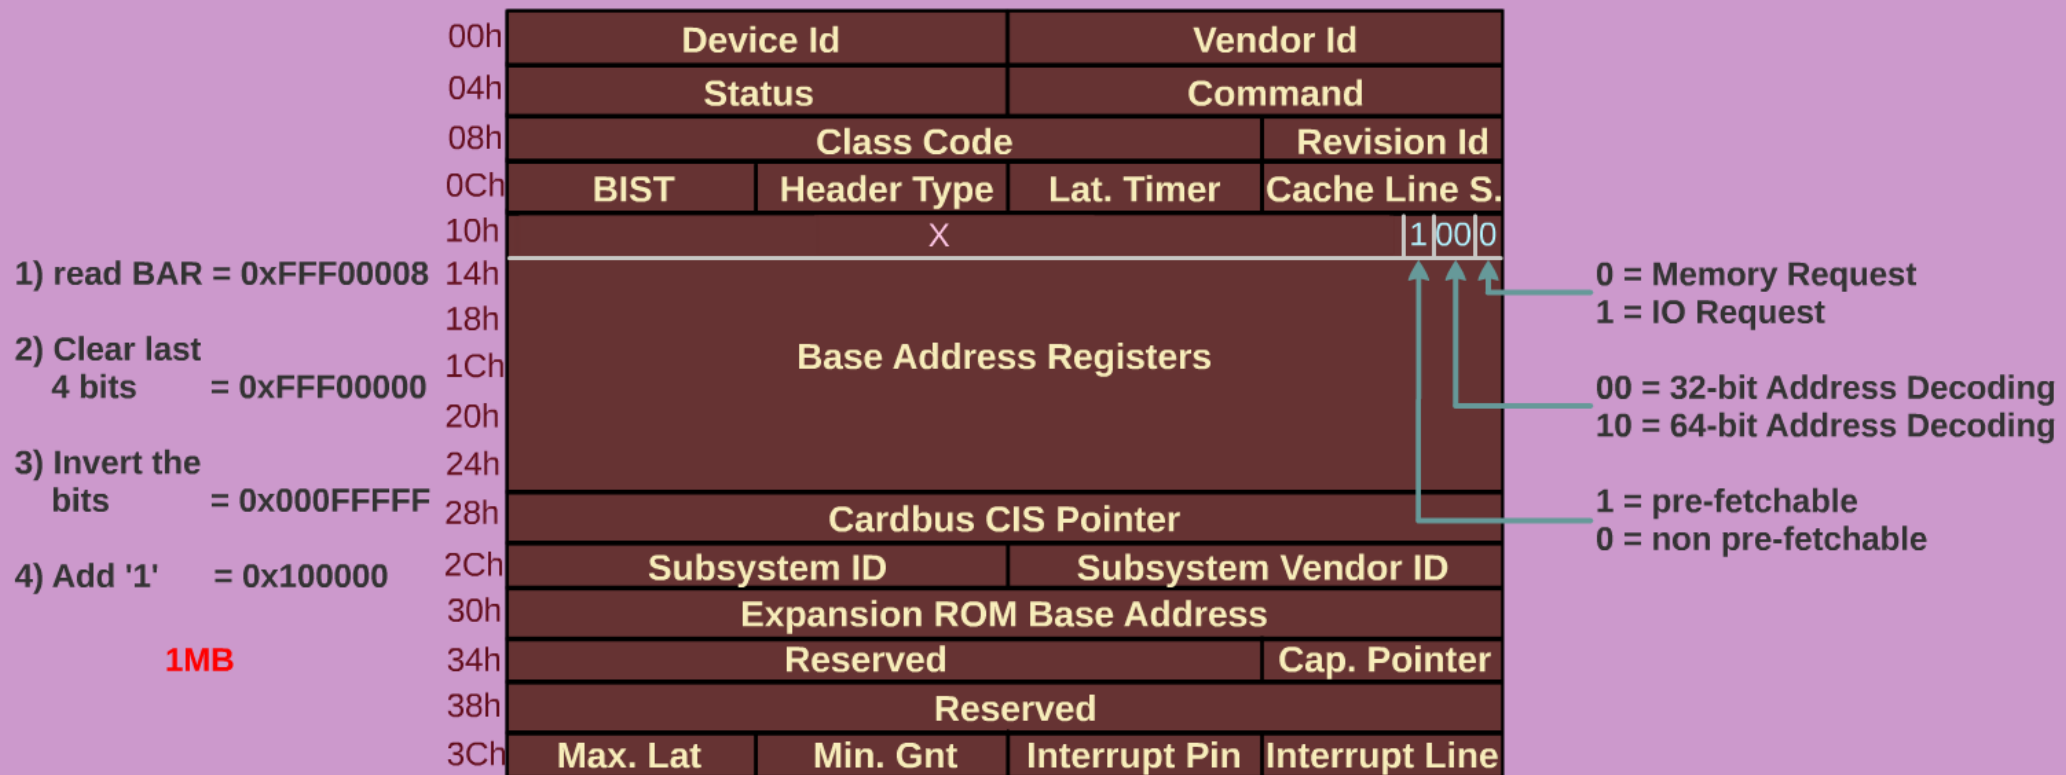 00h Device Id Vendor Id
04h Status Command
08h Class Code Revision Id
0Ch BIST Header Type Lat. Timer Cache Line S.
10h X 1 00 0
14h
18h
1Ch
20h
24h
Base Address Registers
28h Cardbus CIS Pointer
2Ch Subsystem ID Subsystem Vendor ID
30h Expansion ROM Base Address
34h Reserved Cap. Pointer
38h Reserved
3Ch Max. Lat Min. Gnt Interrupt Pin Interrupt Line
1) read BAR = 0xFFF00008
2) Clear last
4 bits = 0xFFF00000
3) Invert the
bits = 0x000FFFFF
4) Add '1' = 0x100000
1MB
0 = Memory Request
1 = IO Request
00 = 32-bit Address Decoding
10 = 64-bit Address Decoding
1 = pre-fetchable
0 = non pre-fetchable